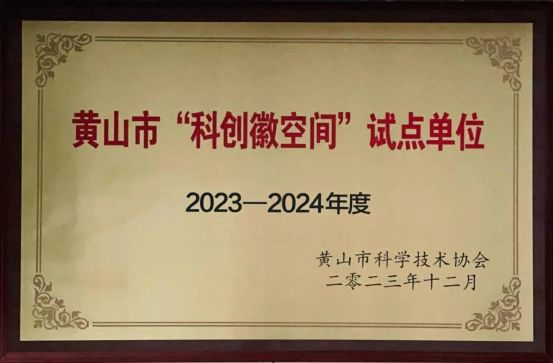 黄山市“科创徽空间”试点单位
2023—2024年度
黄山市科学技术协会
二零二三年十二月